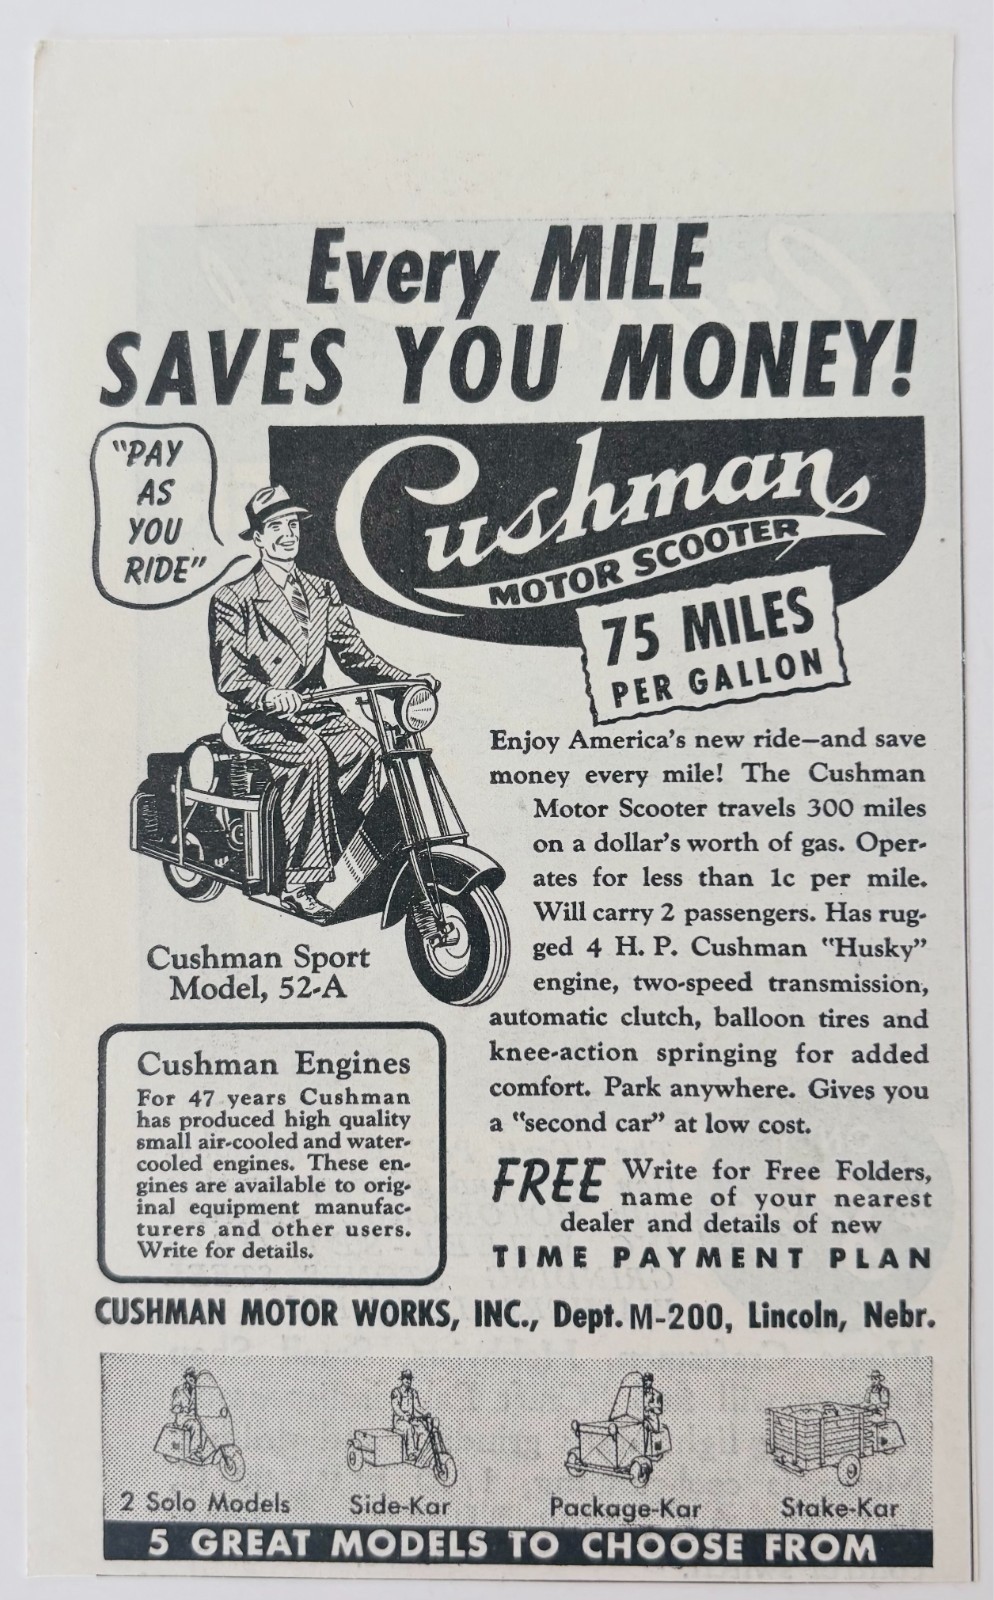 Every MILE
SAVES YOU MONEY!
"PAY
AS
YOU
RIDE"
Cushman
MOTOR SCOOTER
75 MILES
PER GALLON
Enjoy America's new ride—and save
money every mile! The Cushman
Motor Scooter travels 300 miles
on a dollar's worth of gas. Oper-
ates for less than 1c per mile.
Will carry 2 passengers. Has rug-
ged 4 H. P. Cushman "Husky"
engine, two-speed transmission,
automatic clutch, balloon tires and
knee-action springing for added
comfort. Park anywhere. Gives you
a "second car" at low cost.
Cushman Sport
Model, 52-A
Cushman Engines
For 47 years Cushman
has produced high quality
small air-cooled and water-
cooled engines. These en-
gines are available to orig-
inal equipment manufac-
turers and other users.
Write for details.
FREE Write for Free Folders,
name of your nearest
dealer and details of new
TIME PAYMENT PLAN
CUSHMAN MOTOR WORKS, INC., Dept. M-200, Lincoln, Nebr.
2 Solo Models Side-Kar Package-Kar Stake-Kar
5 GREAT MODELS TO CHOOSE FROM